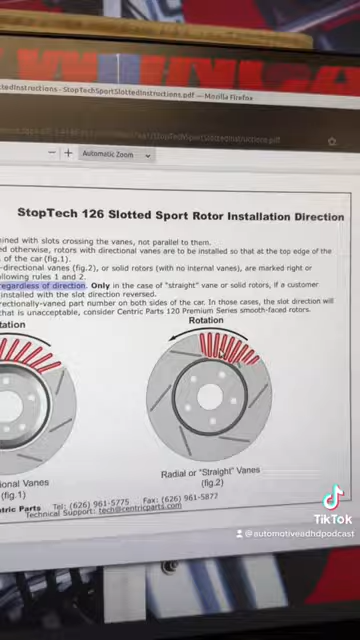 StopTechSportSlottedInstructions.pdf — Mozilla Firefox
StopTechSportSlottedInstructions.pdf
− + Automatic Zoom
StopTech 126 Slotted Sport Rotor Installation Direction
with slots crossing the vanes, not parallel to them.
otherwise, rotors with directional vanes are to be installed so that at the top edge of the
of the car (fig.1).
-directional vanes (fig.2), or solid rotors (with no internal vanes), are marked right or
rules 1 and 2.
regardless of direction. Only in the case of "straight" vane or solid rotors, if a customer
installed with the slot direction reversed.
part number on both sides of the car. In those cases, the slot direction will
that is unacceptable, consider Centric Parts 120 Premium Series smooth-faced rotors.
Rotation
Vanes
(fig.1)
Radial or "Straight" Vanes
(fig.2)
Parts Tel: (626) 961-5775 Fax: (626) 961-5877
Technical Support: tech@centricparts.com
TikTok
@automotiveadhdpodcast